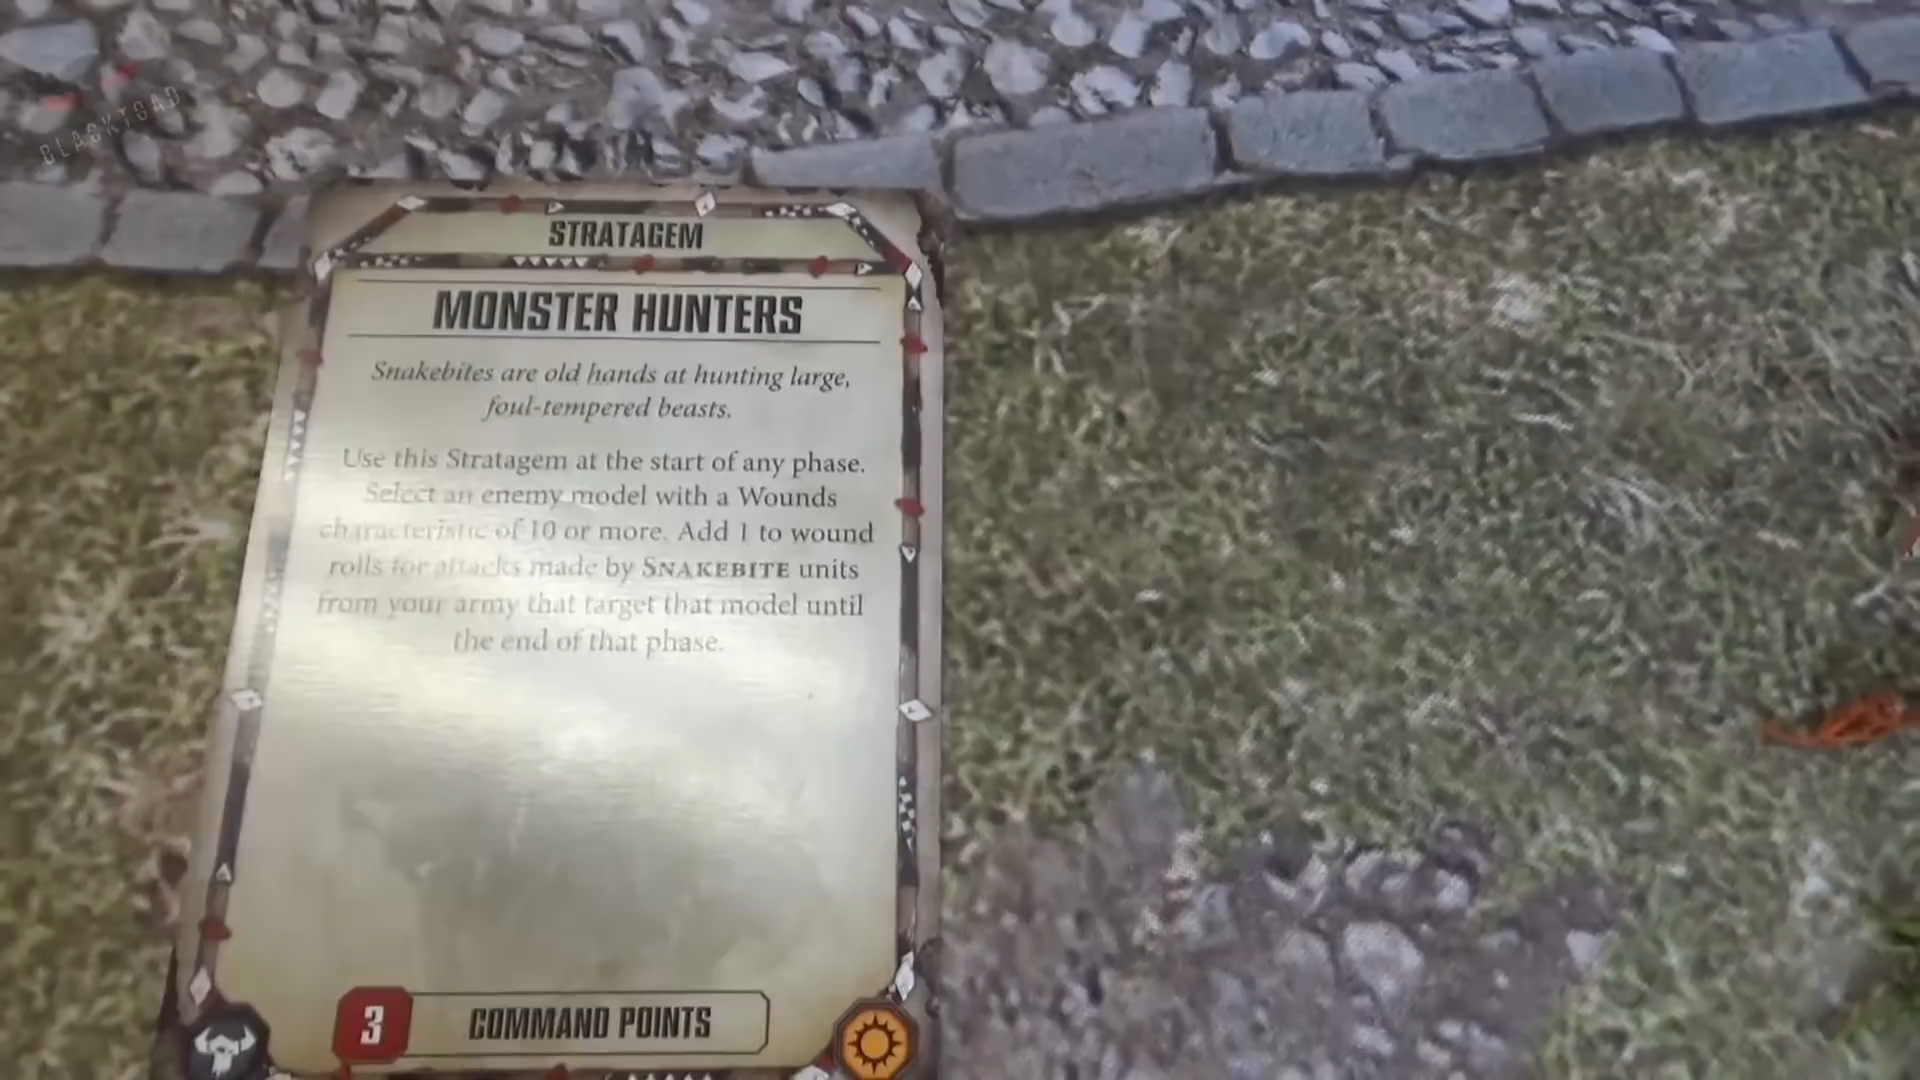 BLACKTOAD
STRATAGEM
MONSTER HUNTERS
Snakebites are old hands at hunting large,
foul-tempered beasts.
Use this Stratagem at the start of any phase.
Select an enemy model with a Wounds
characteristic of 10 or more. Add 1 to wound
rolls for attacks made by SNAKEBITE units
from your army that target that model until
the end of that phase.
3 COMMAND POINTS